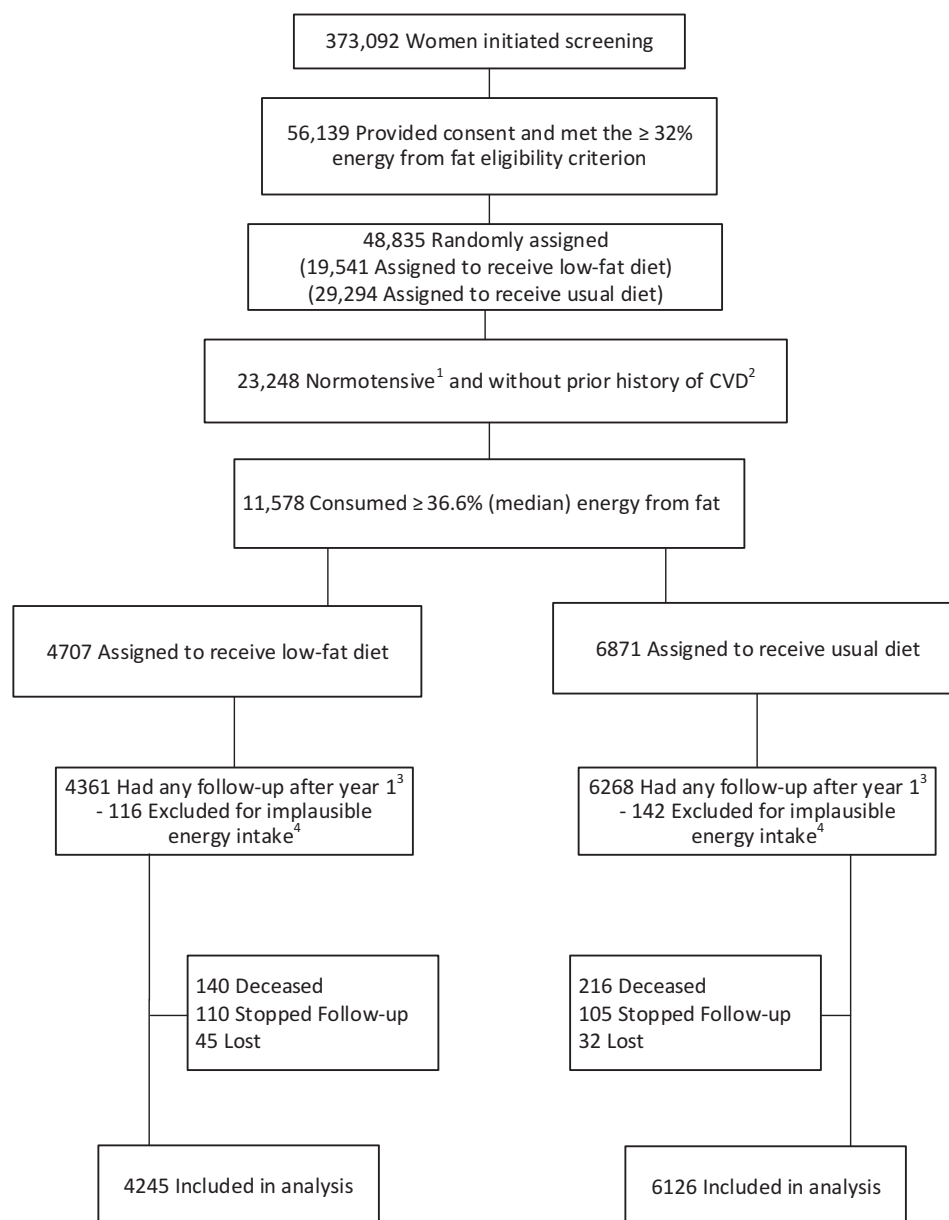 373,092 Women initiated screening
56,139 Provided consent and met the ≥ 32%
energy from fat eligibility criterion
48,835 Randomly assigned
(19,541 Assigned to receive low-fat diet)
(29,294 Assigned to receive usual diet)
23,248 Normotensive¹ and without prior history of CVD²
11,578 Consumed ≥ 36.6% (median) energy from fat
4707 Assigned to receive low-fat diet
6871 Assigned to receive usual diet
4361 Had any follow-up after year 1³
- 116 Excluded for implausible
energy intake⁴
6268 Had any follow-up after year 1³
- 142 Excluded for implausible
energy intake⁴
140 Deceased
110 Stopped Follow-up
45 Lost
216 Deceased
105 Stopped Follow-up
32 Lost
4245 Included in analysis
6126 Included in analysis